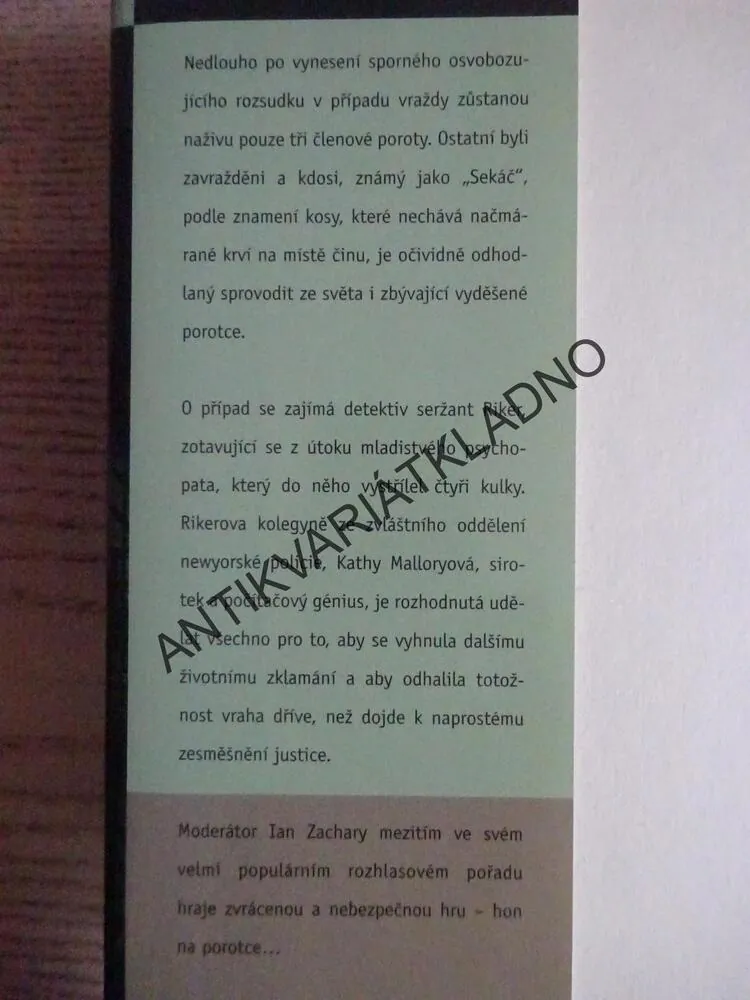 Nedlouho po vynesení sporného osvobozu-
jícího rozsudku v případu vraždy zůstanou
naživu pouze tři členové poroty. Ostatní byli
zavražděni a kdosi, známý jako „Sekáč“,
podle znamení kosy, které nechává načmá-
rané krví na místě činu, je očividně odhod-
laný sprovodit ze světa i zbývající vyděšené
porotce.
O případ se zajímá detektiv seržant Riker,
zotavující se z útoku mladistvého psycho-
pata, který do něho vystřílel čtyři kulky.
Rikerova kolegyně ze zvláštního oddělení
newyorské policie, Kathy Malloryová, siro-
tek a počítačový génius, je rozhodnutá udě-
lat všechno pro to, aby se vyhnula dalšímu
životnímu zklamání a aby odhalila totož-
nost vraha dříve, než dojde k naprostému
zesměšnění justice.
Moderátor Ian Zachary mezitím ve svém
velmi populárním rozhlasovém pořadu
hraje zvrácenou a nebezpečnou hru – hon
na porotce...
ANTIKVARIÁTKLADNO